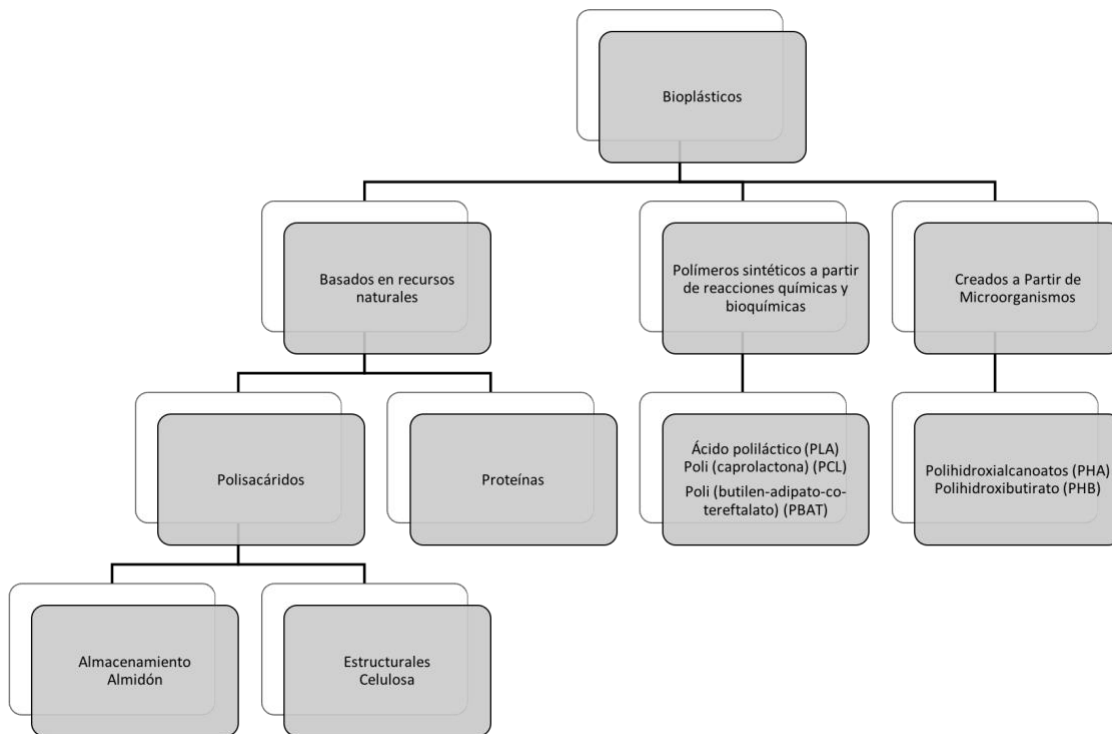 Bioplásticos
Basados en recursos
naturales
Polímeros sintéticos a partir
de reacciones químicas y
bioquímicas
Creados a Partir de
Microorganismos
Polisacáridos
Proteínas
Ácido poliláctico (PLA)
Poli (caprolactona) (PCL)
Poli (butilen-adipato-co-
tereftalato) (PBAT)
Polihidroxialcanoatos (PHA)
Polihidroxibutirato (PHB)
Almacenamiento
Almidón
Estructurales
Celulosa